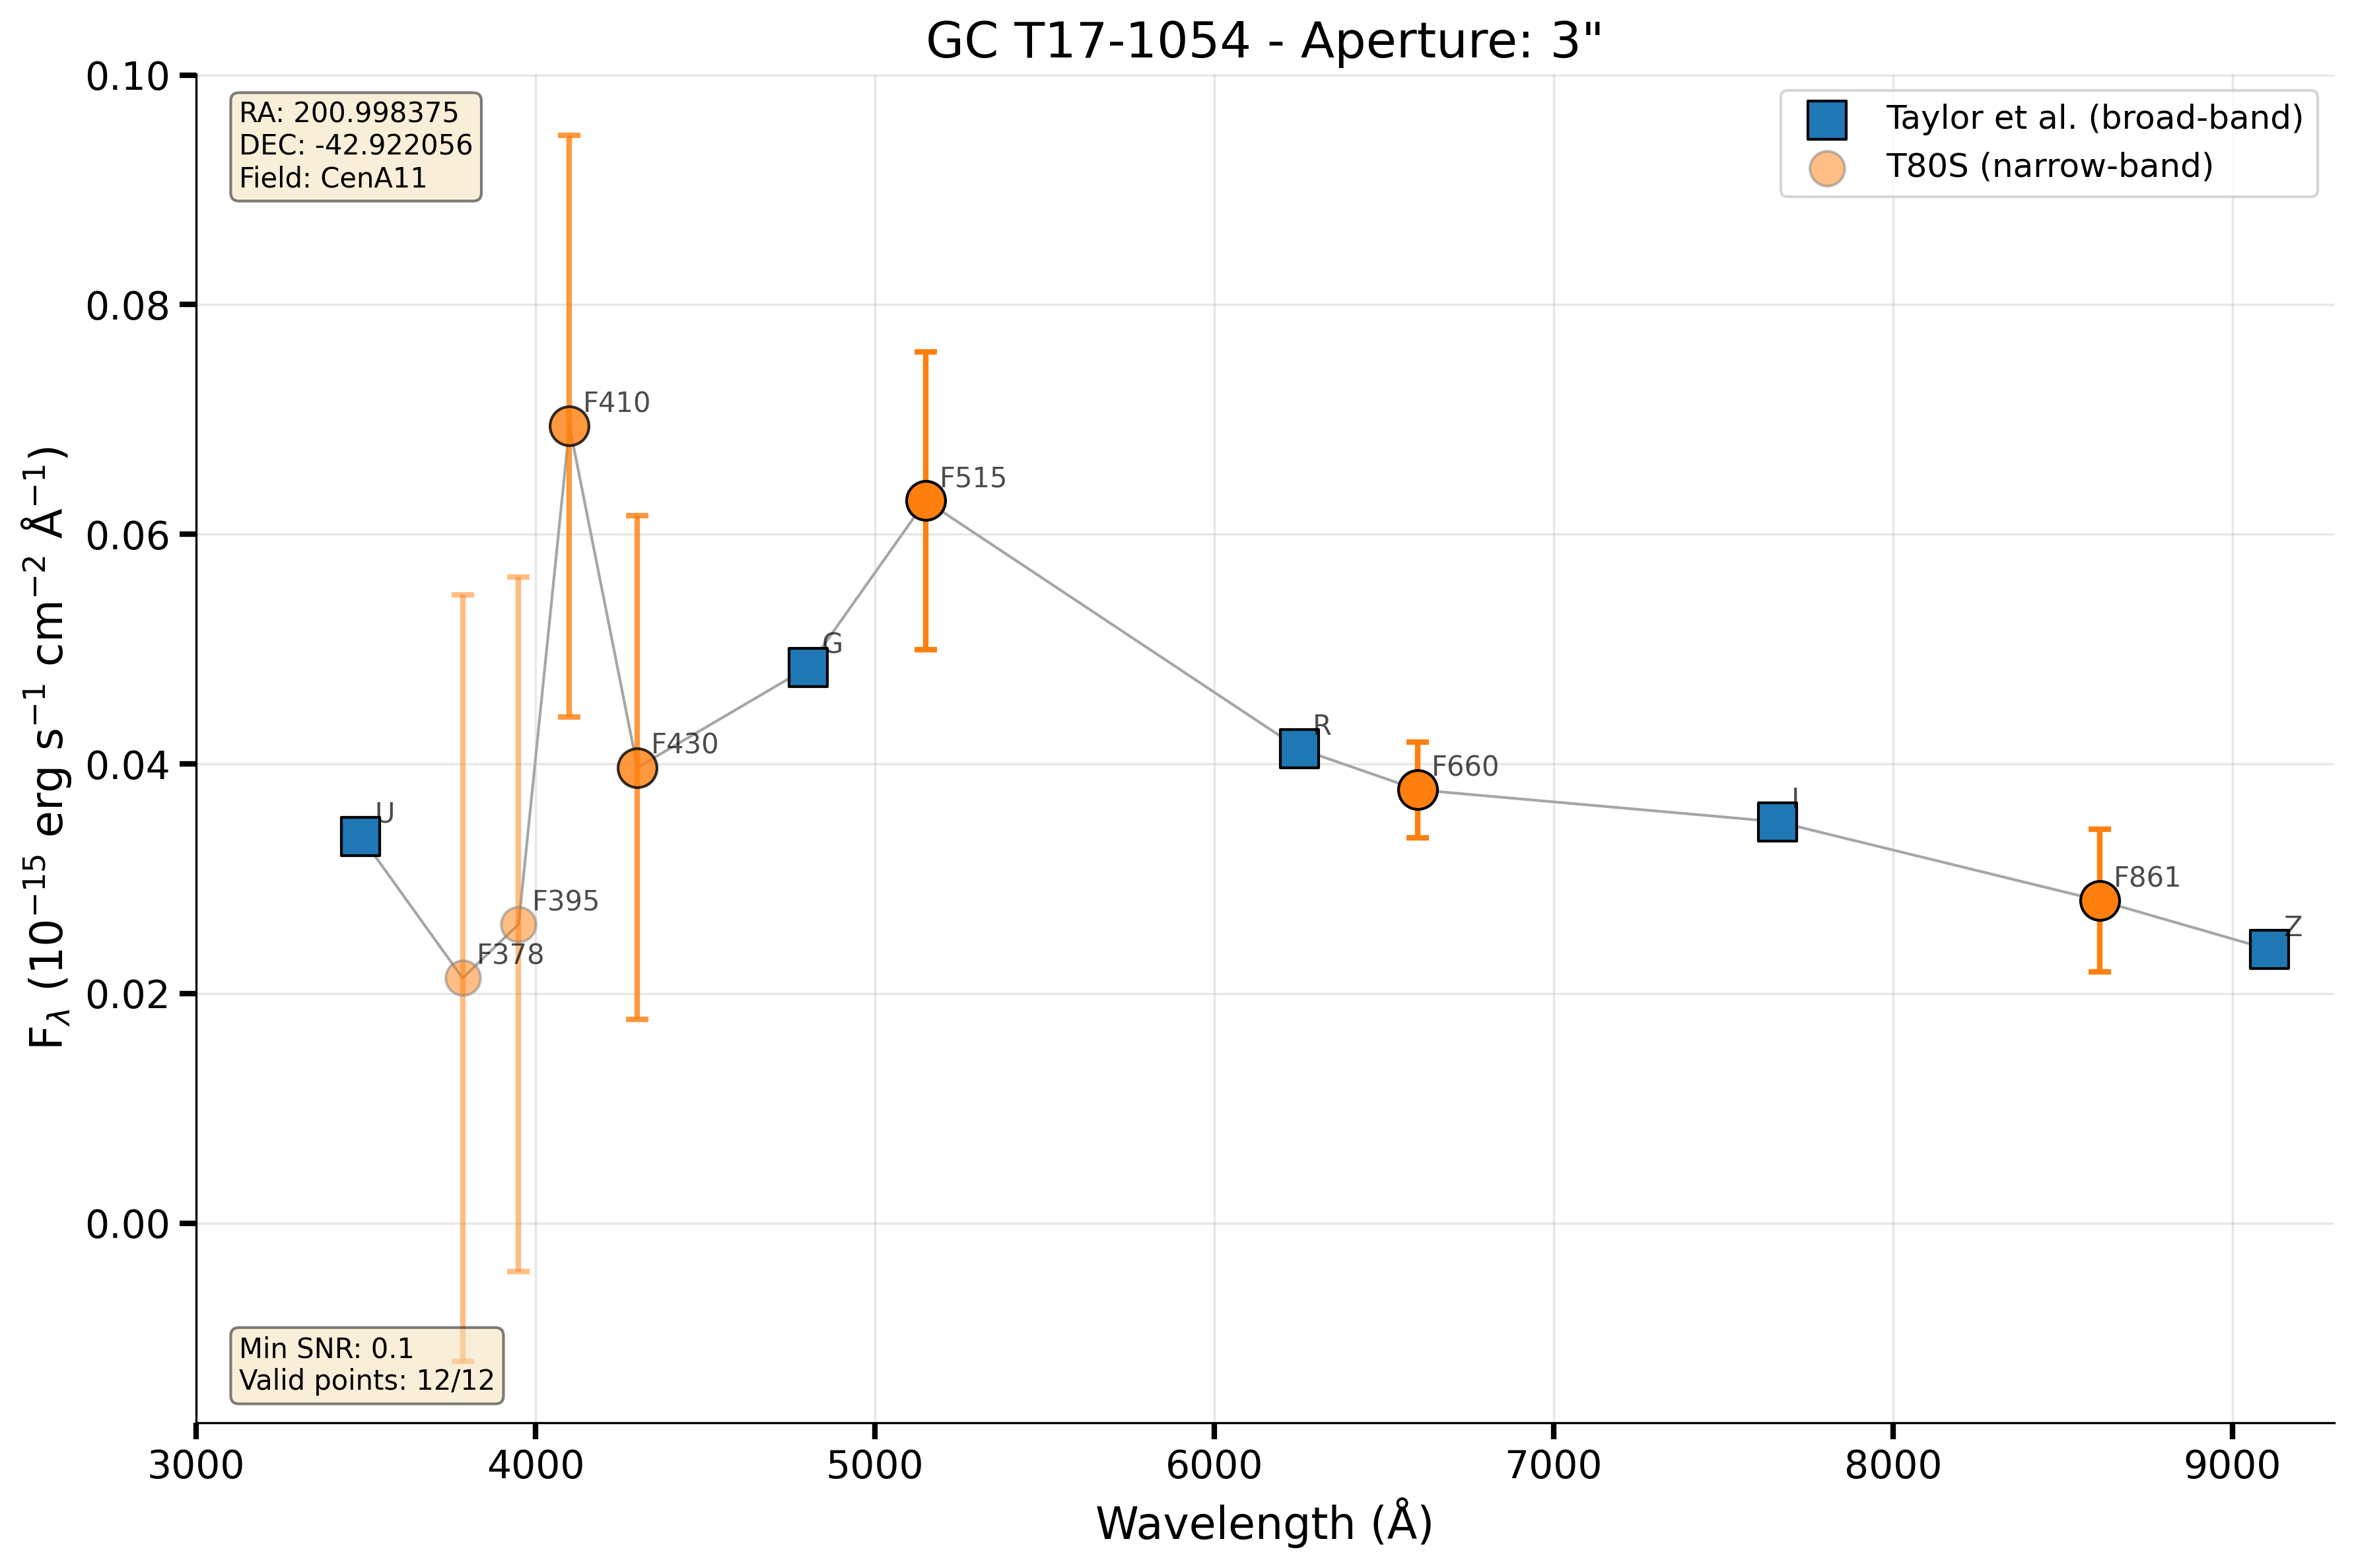 GC T17-1054 - Aperture: 3"
RA: 200.998375
DEC: -42.922056
Field: CenA11
Taylor et al. (broad-band)
T80S (narrow-band)
F_λ (10⁻¹⁵ erg s⁻¹ cm⁻² Å⁻¹)
0.10
0.08
0.06
0.04
0.02
0.00
U
F378
F395
F410
F430
G
F515
R
F660
I
F861
Z
Min SNR: 0.1
Valid points: 12/12
3000 4000 5000 6000 7000 8000 9000
Wavelength (Å)